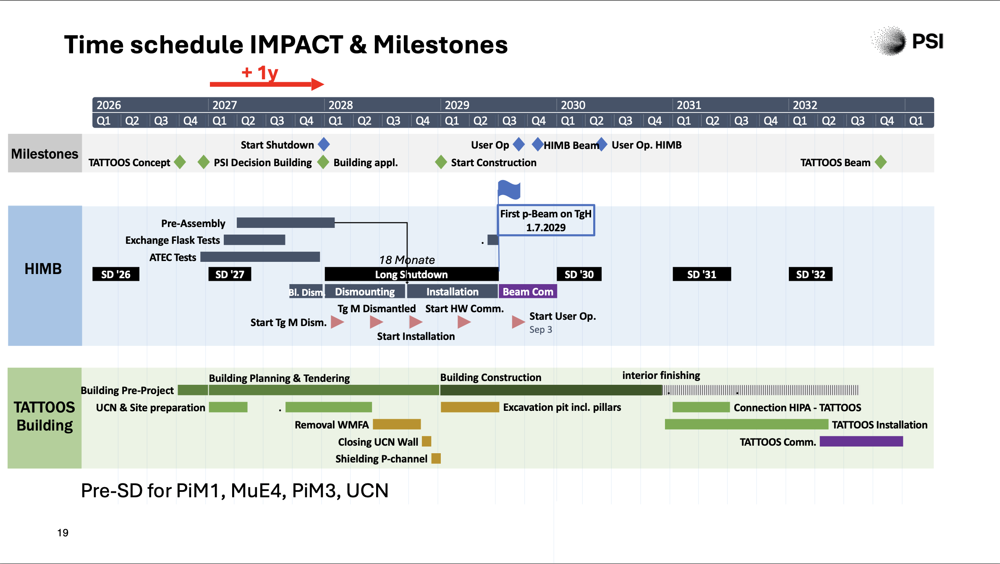 Time schedule IMPACT & Milestones
PSI
+ 1y
2026 2027 2028 2029 2030 2031 2032
Q1 Q2 Q3 Q4 Q1 Q2 Q3 Q4 Q1 Q2 Q3 Q4 Q1 Q2 Q3 Q4 Q1 Q2 Q3 Q4 Q1 Q2 Q3 Q4 Q1 Q2 Q3 Q4 Q1
Milestones
Start Shutdown User Op HIMB Beam User Op. HIMB
TATTOOS Concept PSI Decision Building Building appl. Start Construction TATTOOS Beam
HIMB
First p-Beam on TgH
1.7.2029
Pre-Assembly
Exchange Flask Tests .
ATEC Tests
18 Monate
SD '26 SD '27 Long Shutdown SD '30 SD '31 SD '32
Bl. Dism. Dismounting Installation Beam Com
Tg M Dismantled Start HW Comm.
Start Tg M Dism. Start User Op.
Sep 3
Start Installation
TATTOOS
Building
Building Planning & Tendering Building Construction interior finishing
Building Pre-Project . .
UCN & Site preparation . Excavation pit incl. pillars Connection HIPA - TATTOOS
Removal WMFA TATTOOS Installation
Closing UCN Wall TATTOOS Comm.
Shielding P-channel
Pre-SD for PiM1, MuE4, PiM3, UCN
19